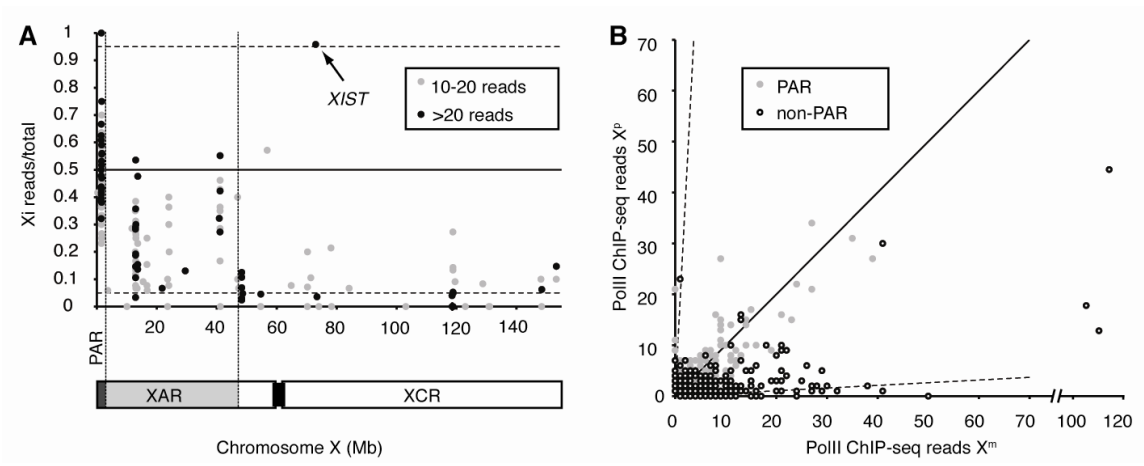 A
Xi reads/total
1
0.9
0.8
0.7
0.6
0.5
0.4
0.3
0.2
0.1
0
XIST
10-20 reads
>20 reads
20
40
60
80
100
120
140
PAR
XAR
XCR
Chromosome X (Mb)
B
PolII ChIP-seq reads Xᵖ
70
60
50
40
30
20
10
0
PAR
non-PAR
0
10
20
30
40
50
60
70
100
120
PolII ChIP-seq reads Xᵐ